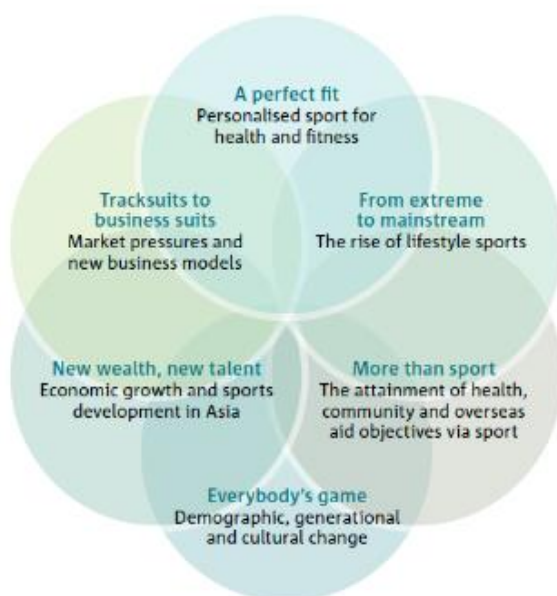 A perfect fit
Personalised sport for
health and fitness
Tracksuits to
business suits
Market pressures and
new business models
From extreme
to mainstream
The rise of lifestyle sports
New wealth, new talent
Economic growth and sports
development in Asia
More than sport
The attainment of health,
community and overseas
aid objectives via sport
Everybody's game
Demographic, generational
and cultural change